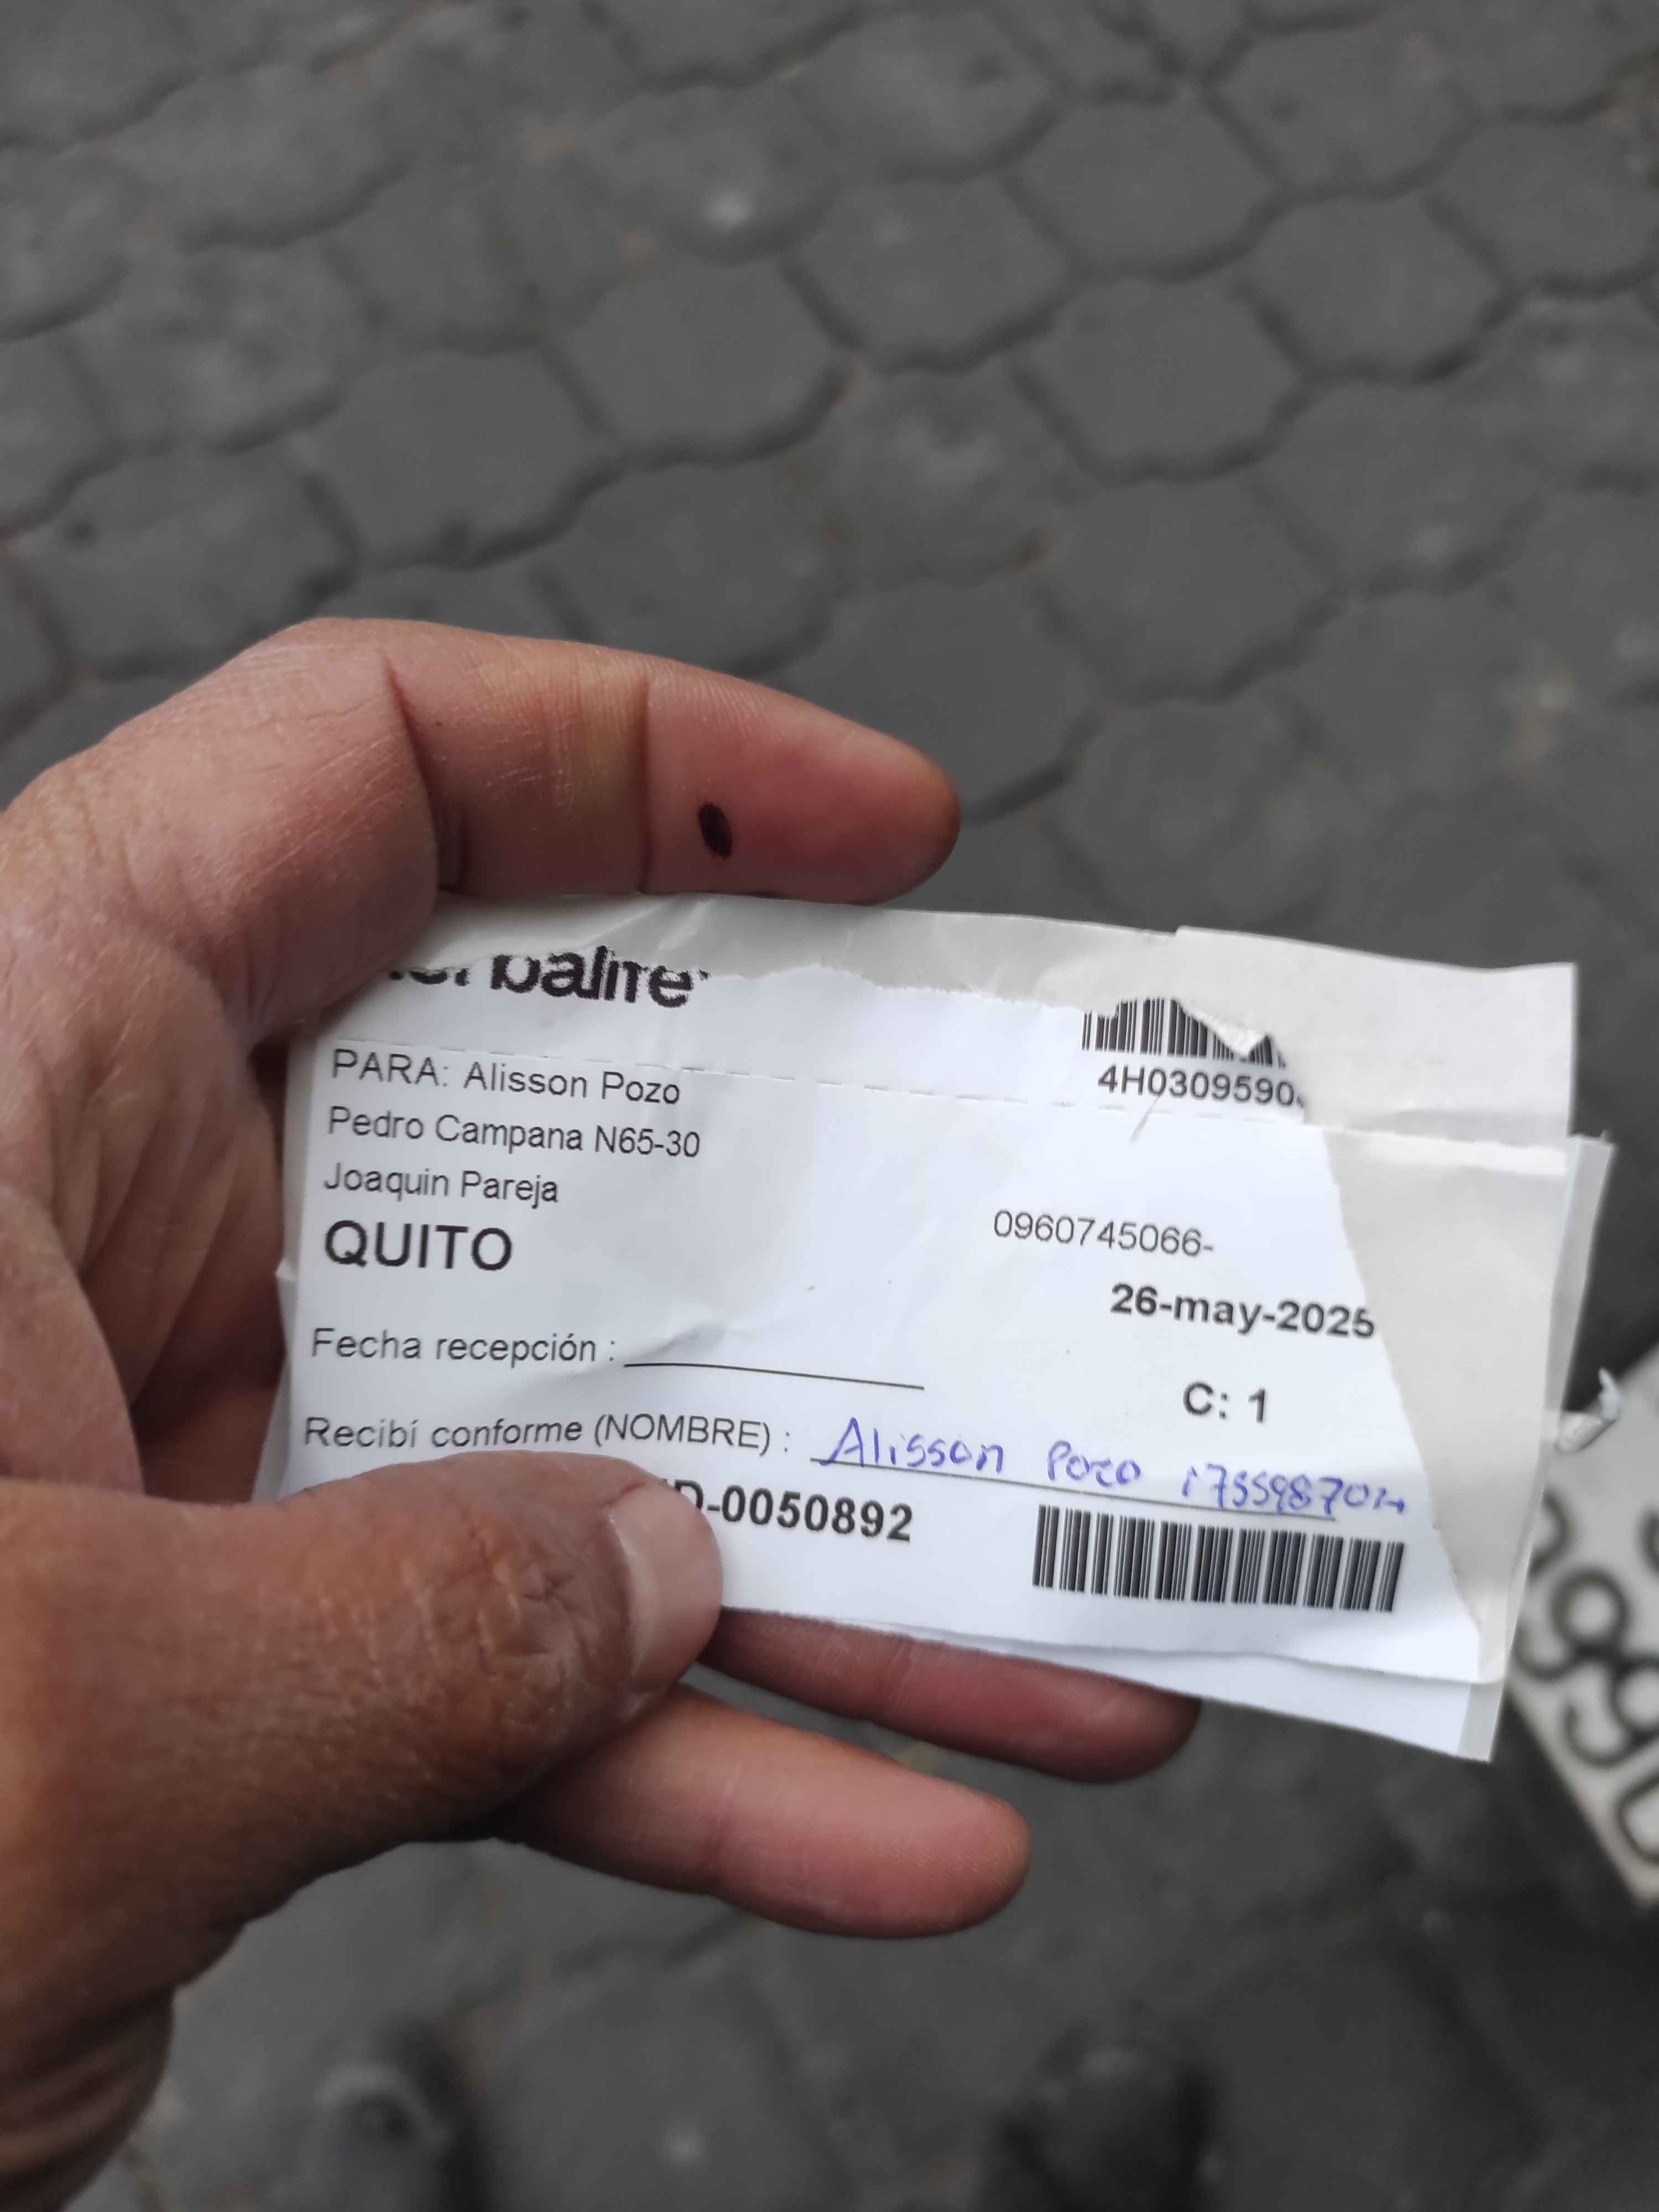 PARA: Alisson Pozo
4H0309590
Pedro Campana N65-30
Joaquin Pareja
QUITO
0960745066-
26-may-2025
Fecha recepción :
C: 1
Recibí conforme (NOMBRE) : Alisson Pozo
-0050892